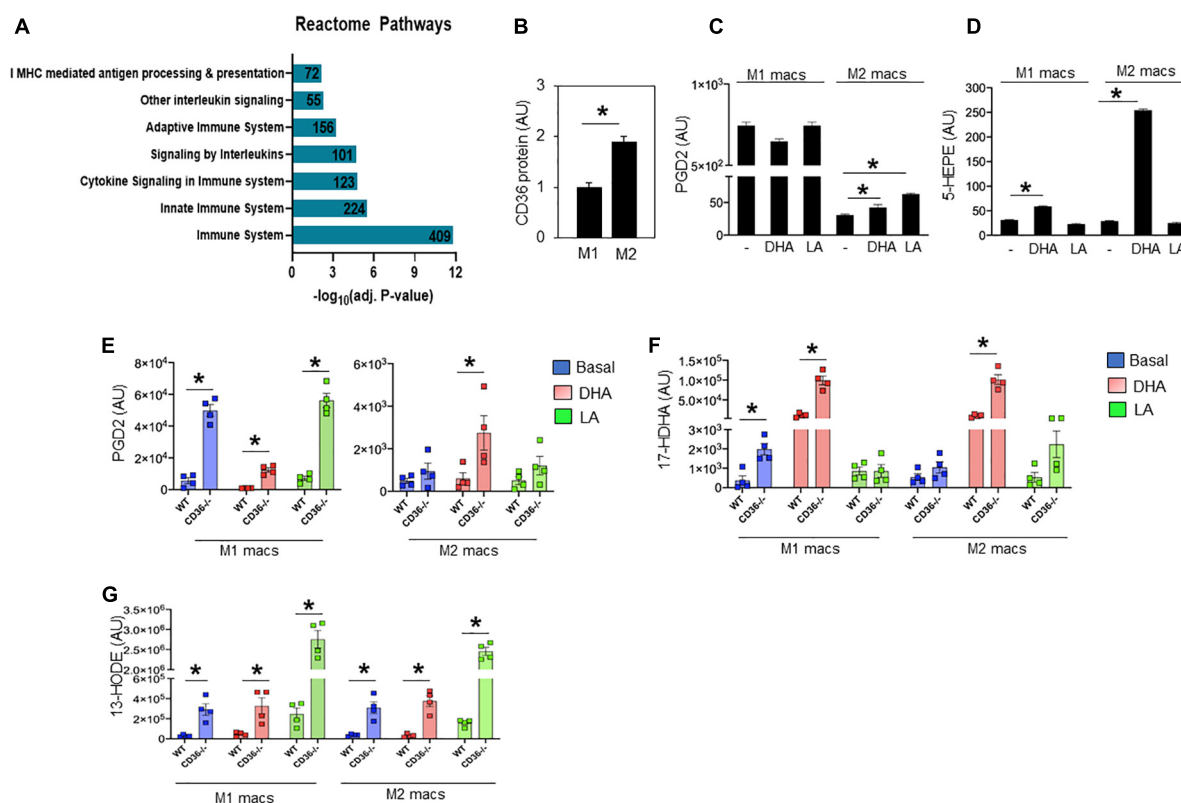 A
Reactome Pathways
I MHC mediated antigen processing & presentation
72
Other interleukin signaling
55
Adaptive Immune System
156
Signaling by Interleukins
101
Cytokine Signaling in Immune system
123
Innate Immune System
224
Immune System
409
0 3 6 9 12
-log10(adj. P-value)
B
CD36 protein (AU)
3
2
1
0
*
M1 M2
C
M1 macs M2 macs
PGD2 (AU)
1×10³
5×10²
50
0
* *
- DHA LA - DHA LA
D
M1 macs M2 macs
5-HEPE (AU)
300
250
200
150
100
50
0
* *
- DHA LA - DHA LA
E
PGD2 (AU)
8×10⁴
6×10⁴
4×10⁴
2×10⁴
0
* * *
WT CD36-/- WT CD36-/- WT CD36-/-
M1 macs
6×10³
4×10³
2×10³
0
*
WT CD36-/- WT CD36-/- WT CD36-/-
M2 macs
Basal
DHA
LA
F
17-HDHA (AU)
1.5×10⁵
1.0×10⁵
5.0×10⁴
3×10³
2×10³
1×10³
0
* * *
WT CD36-/- WT CD36-/- WT CD36-/- WT CD36-/- WT CD36-/- WT CD36-/-
M1 macs M2 macs
Basal
DHA
LA
G
13-HODE (AU)
3.5×10⁶
3.0×10⁶
2.5×10⁶
2.0×10⁶
1.5×10⁶
6×10⁵
4×10⁵
2×10⁵
0
* * * * * *
WT CD36-/- WT CD36-/- WT CD36-/- WT CD36-/- WT CD36-/- WT CD36-/-
M1 macs M2 macs